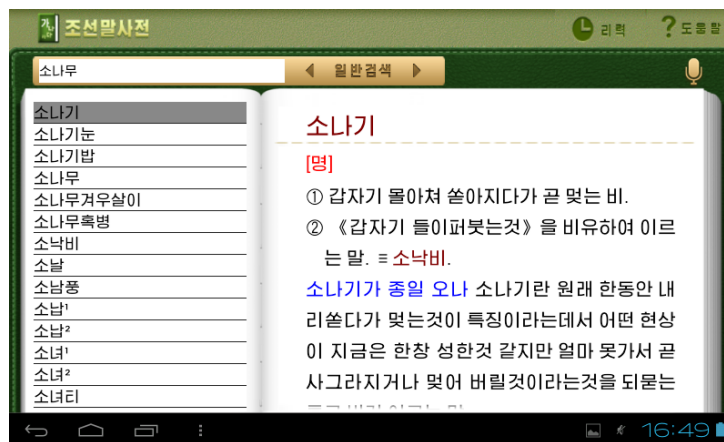 조선말사전
리력
도움말
소나무
일반검색
소나기
소나기눈
소나기밥
소나무
소나무겨우살이
소나무혹병
소낙비
소날
소남풍
소납¹
소납²
소녀¹
소녀²
소녀티
소나기
[명]
① 갑자기 몰아쳐 쏟아지다가 곧 멎는 비.
② 《갑자기 들이퍼붓는것》을 비유하여 이르
는 말. ≡ 소낙비.
소나기가 종일 오나 소나기란 원래 한동안 내
리쏟다가 멎는것이 특징이라는데서 어떤 현상
이 지금은 한창 성한것 같지만 얼마 못가서 곧
사그라지거나 멎어 버릴것이라는것을 되묻는
16:49